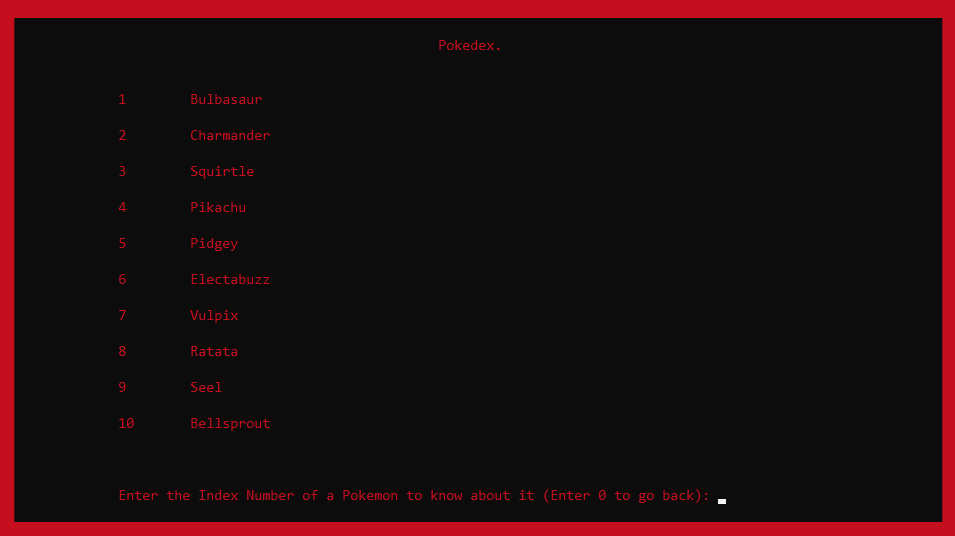 Pokedex.
1 Bulbasaur
2 Charmander
3 Squirtle
4 Pikachu
5 Pidgey
6 Electabuzz
7 Vulpix
8 Ratata
9 Seel
10 Bellsprout
Enter the Index Number of a Pokemon to know about it (Enter 0 to go back):